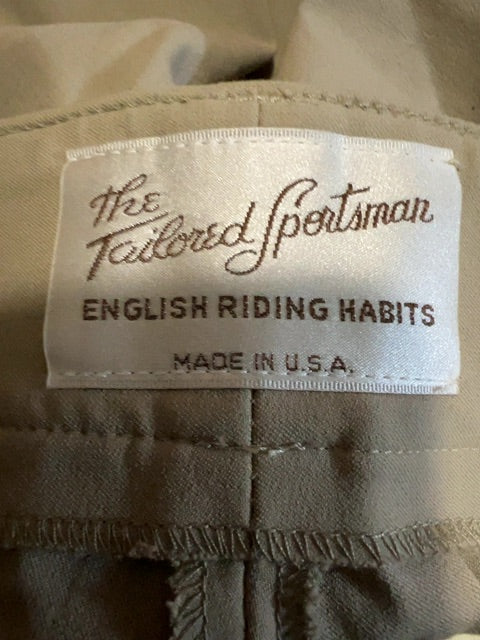 The
Tailored Sportsman
ENGLISH RIDING HABITS
MADE IN U.S.A.